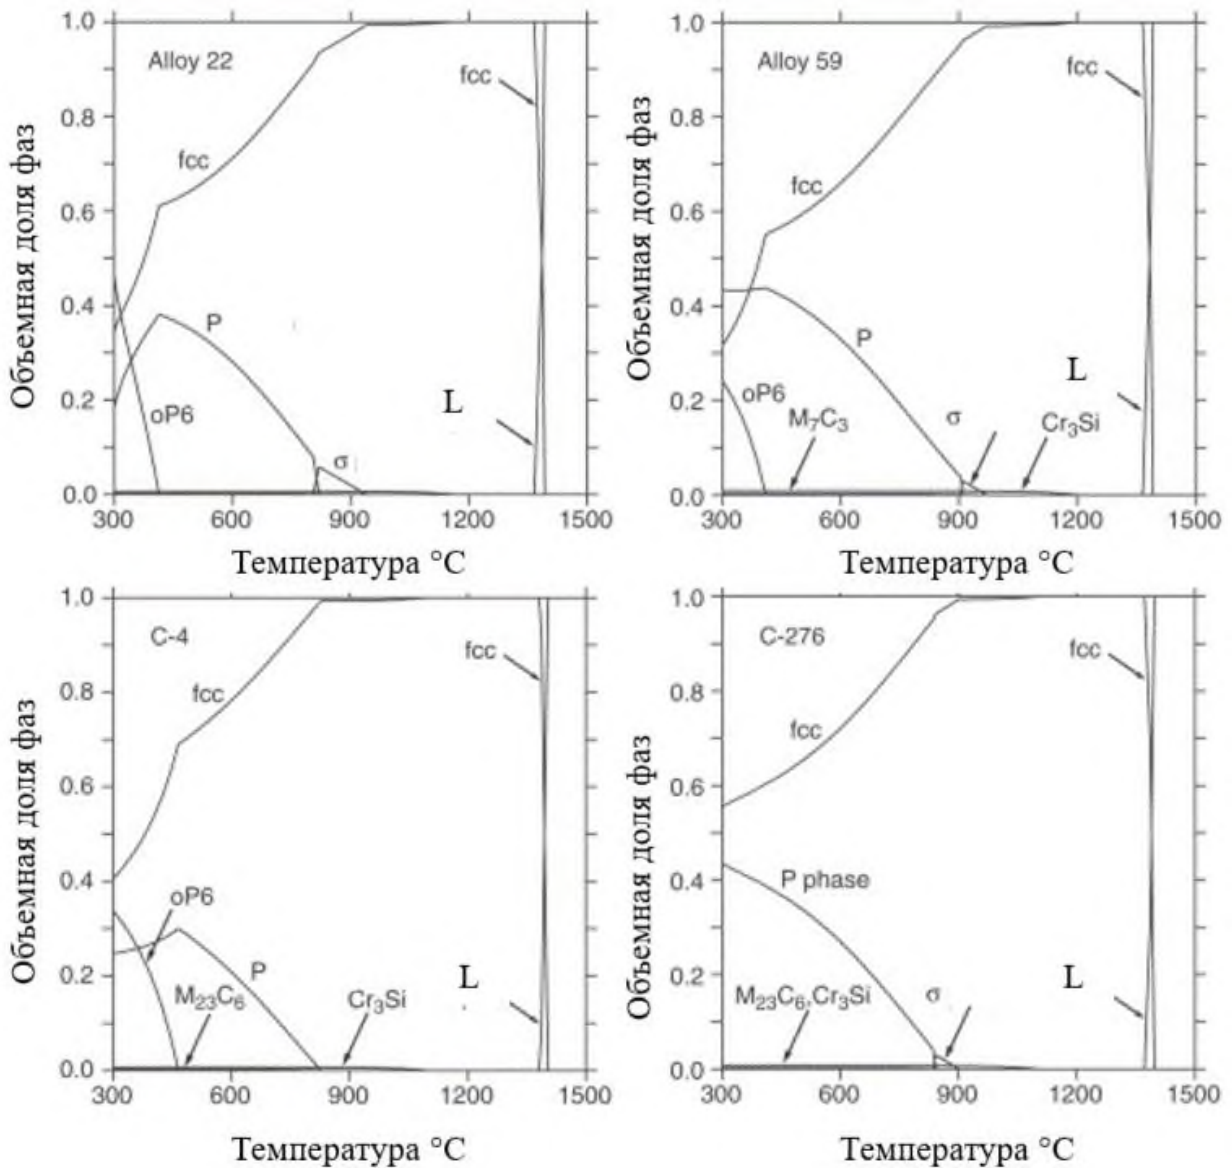 Alloy 22
fcc
fcc
P
oP6
L
σ
Объемная доля фаз
1.0
0.8
0.6
0.4
0.2
0.0
300 600 900 1200 1500
Температура °C
Alloy 59
fcc
fcc
P
oP6
M7C3
σ
L
Cr3Si
Объемная доля фаз
1.0
0.8
0.6
0.4
0.2
0.0
300 600 900 1200 1500
Температура °C
C-4
fcc
fcc
oP6
P
L
M23C6
Cr3Si
Объемная доля фаз
1.0
0.8
0.6
0.4
0.2
0.0
300 600 900 1200 1500
Температура °C
C-276
fcc
fcc
P phase
L
M23C6,Cr3Si
σ
Объемная доля фаз
1.0
0.8
0.6
0.4
0.2
0.0
300 600 900 1200 1500
Температура °C